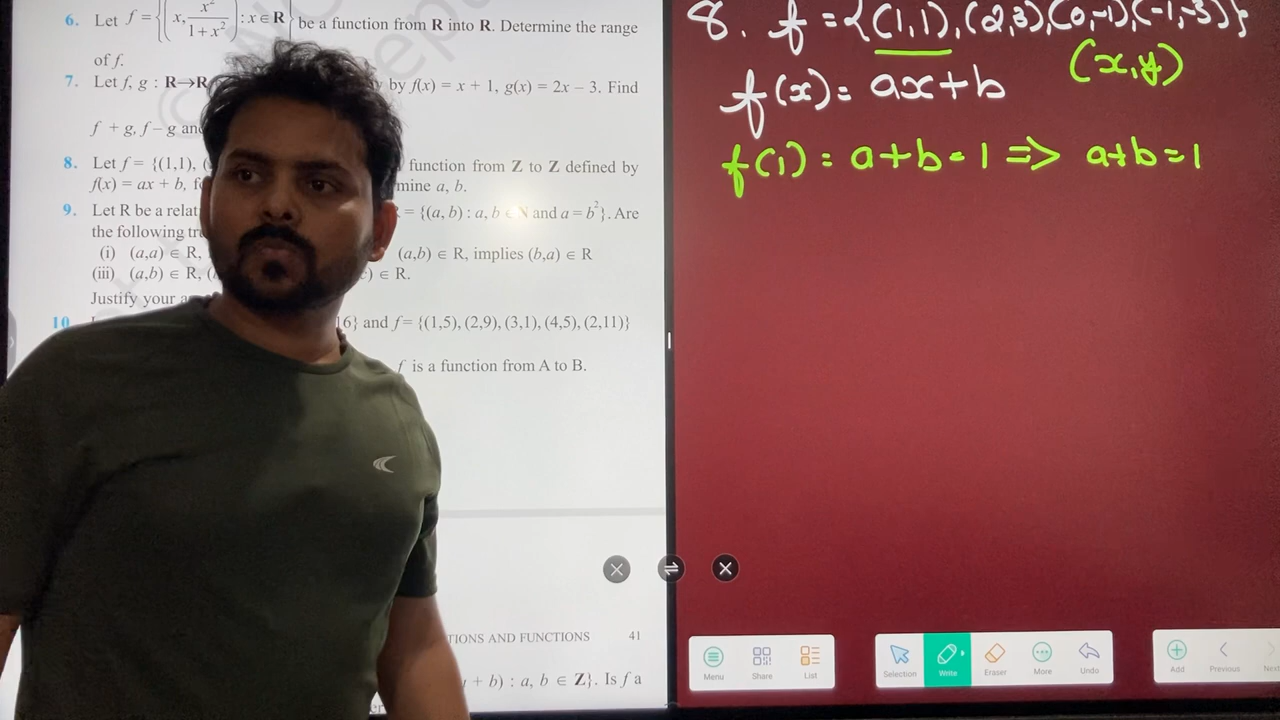 6. Let f = {(x, x²/1+x²) : x ∈ R} be a function from R into R. Determine the range
of f.
7. Let f, g : R→R by f(x) = x + 1, g(x) = 2x – 3. Find
f + g, f – g and
8. Let f = {(1,1), ( function from Z to Z defined by
f(x) = ax + b, f mine a, b.
9. Let R be a relat = {(a, b) : a, b ∈ N and a = b²}. Are
the following tr
(i) (a,a) ∈ R, (a,b) ∈ R, implies (b,a) ∈ R
(iii) (a,b) ∈ R, ( ) ∈ R.
Justify your a
10. 16} and f = {(1,5), (2,9), (3,1), (4,5), (2,11)}
f is a function from A to B.
TIONS AND FUNCTIONS 41
+ b) : a, b ∈ Z}. Is f a
8. f = {(1,1),(2,3),(0,-1),(-1,-3)}
(x,y)
f(x) = ax+b
f(1) = a+b = 1 => a+b=1
Menu Share List Selection Write Eraser More Undo Add Previous Next